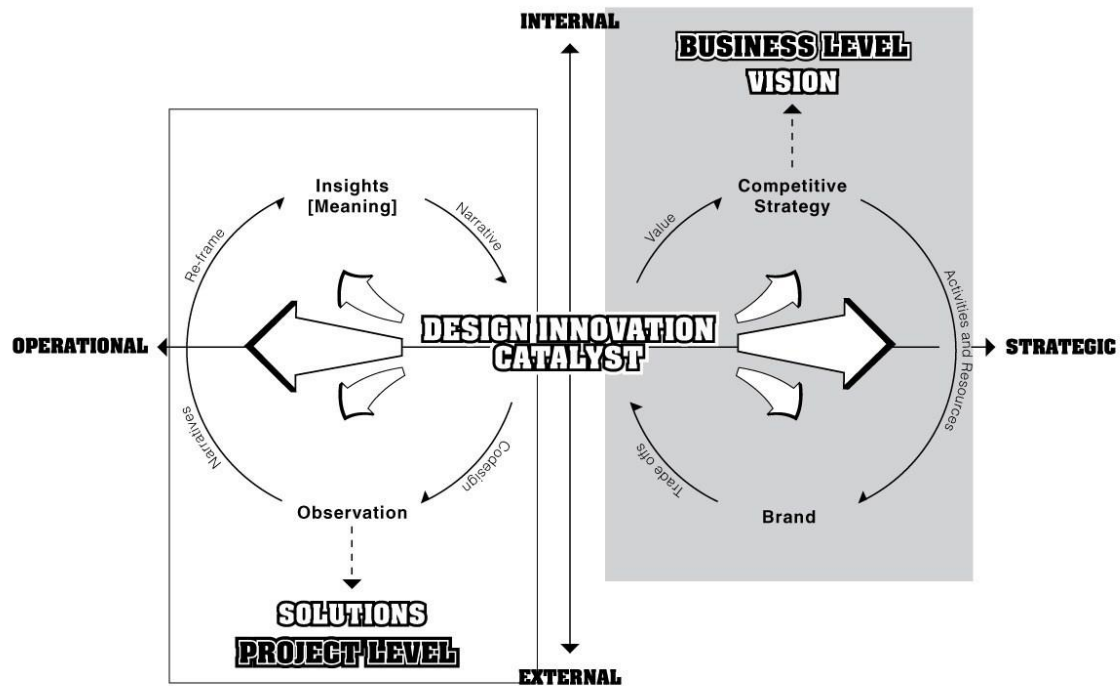 INTERNAL
BUSINESS LEVEL
VISION
Insights
[Meaning]
Narrative
Re-frame
Competitive
Strategy
Value
Activities and Resources
OPERATIONAL
DESIGN INNOVATION
CATALYST
STRATEGIC
Narratives
Codesign
Observation
Trade offs
Brand
SOLUTIONS
PROJECT LEVEL
EXTERNAL